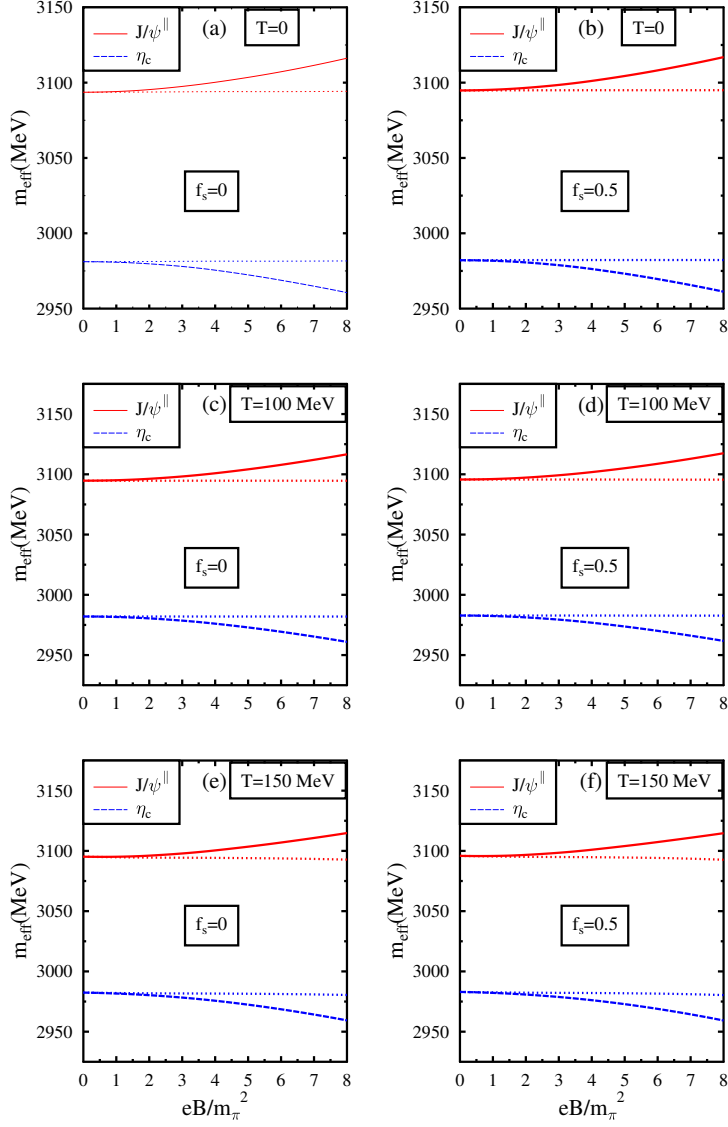 J/ψ^||
η_c
(a)
T=0
m_eff(MeV)
f_s=0
3150
3100
3050
3000
2950
0 1 2 3 4 5 6 7 8
J/ψ^||
η_c
(b)
T=0
m_eff(MeV)
f_s=0.5
3150
3100
3050
3000
2950
0 1 2 3 4 5 6 7 8
J/ψ^||
η_c
(c)
T=100 MeV
m_eff(MeV)
f_s=0
3150
3100
3050
3000
2950
0 1 2 3 4 5 6 7 8
J/ψ^||
η_c
(d)
T=100 MeV
m_eff(MeV)
f_s=0.5
3150
3100
3050
3000
2950
0 1 2 3 4 5 6 7 8
J/ψ^||
η_c
(e)
T=150 MeV
m_eff(MeV)
f_s=0
3150
3100
3050
3000
2950
0 1 2 3 4 5 6 7 8
eB/m_π^2
J/ψ^||
η_c
(f)
T=150 MeV
m_eff(MeV)
f_s=0.5
3150
3100
3050
3000
2950
0 1 2 3 4 5 6 7 8
eB/m_π^2